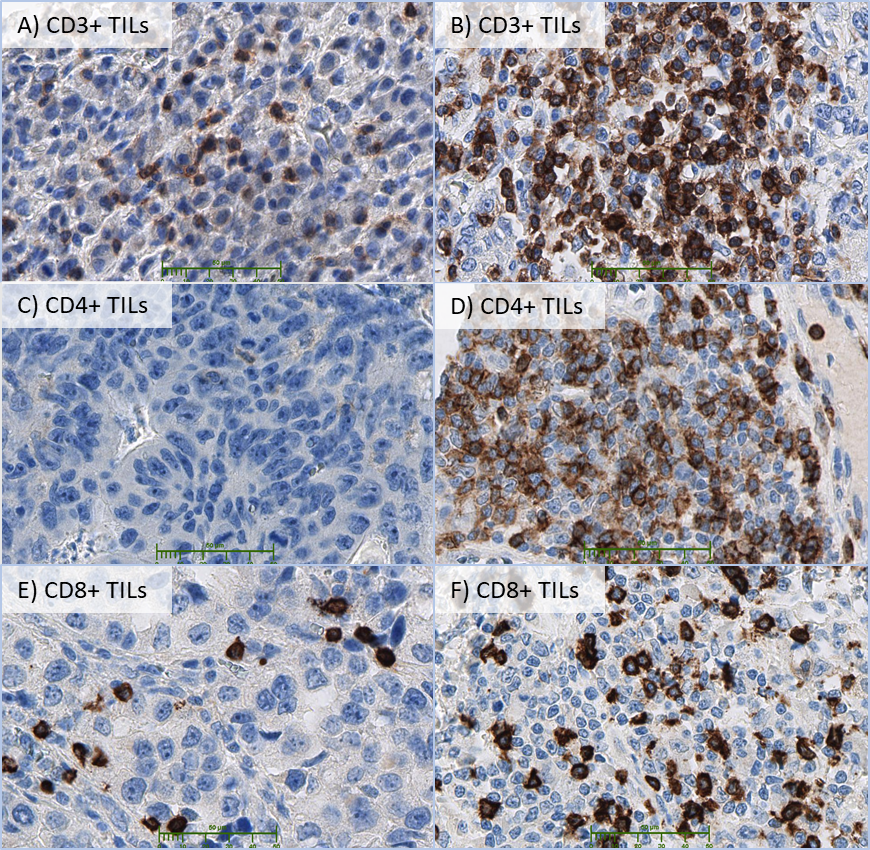 A) CD3+ TILs
B) CD3+ TILs
C) CD4+ TILs
D) CD4+ TILs
E) CD8+ TILs
F) CD8+ TILs